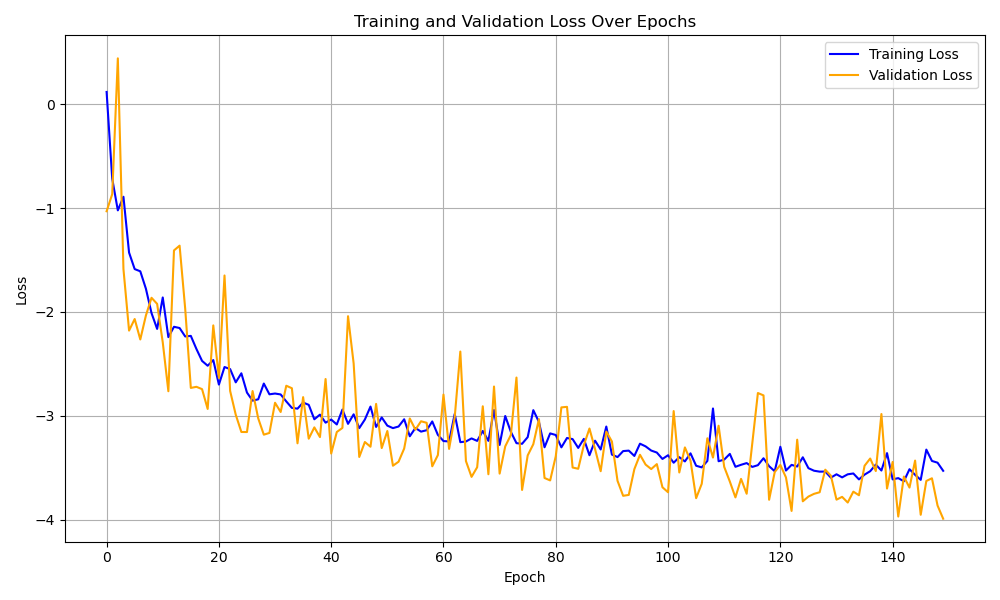 Training and Validation Loss Over Epochs
Training Loss
Validation Loss
0
−1
−2
−3
−4
Loss
0 20 40 60 80 100 120 140
Epoch